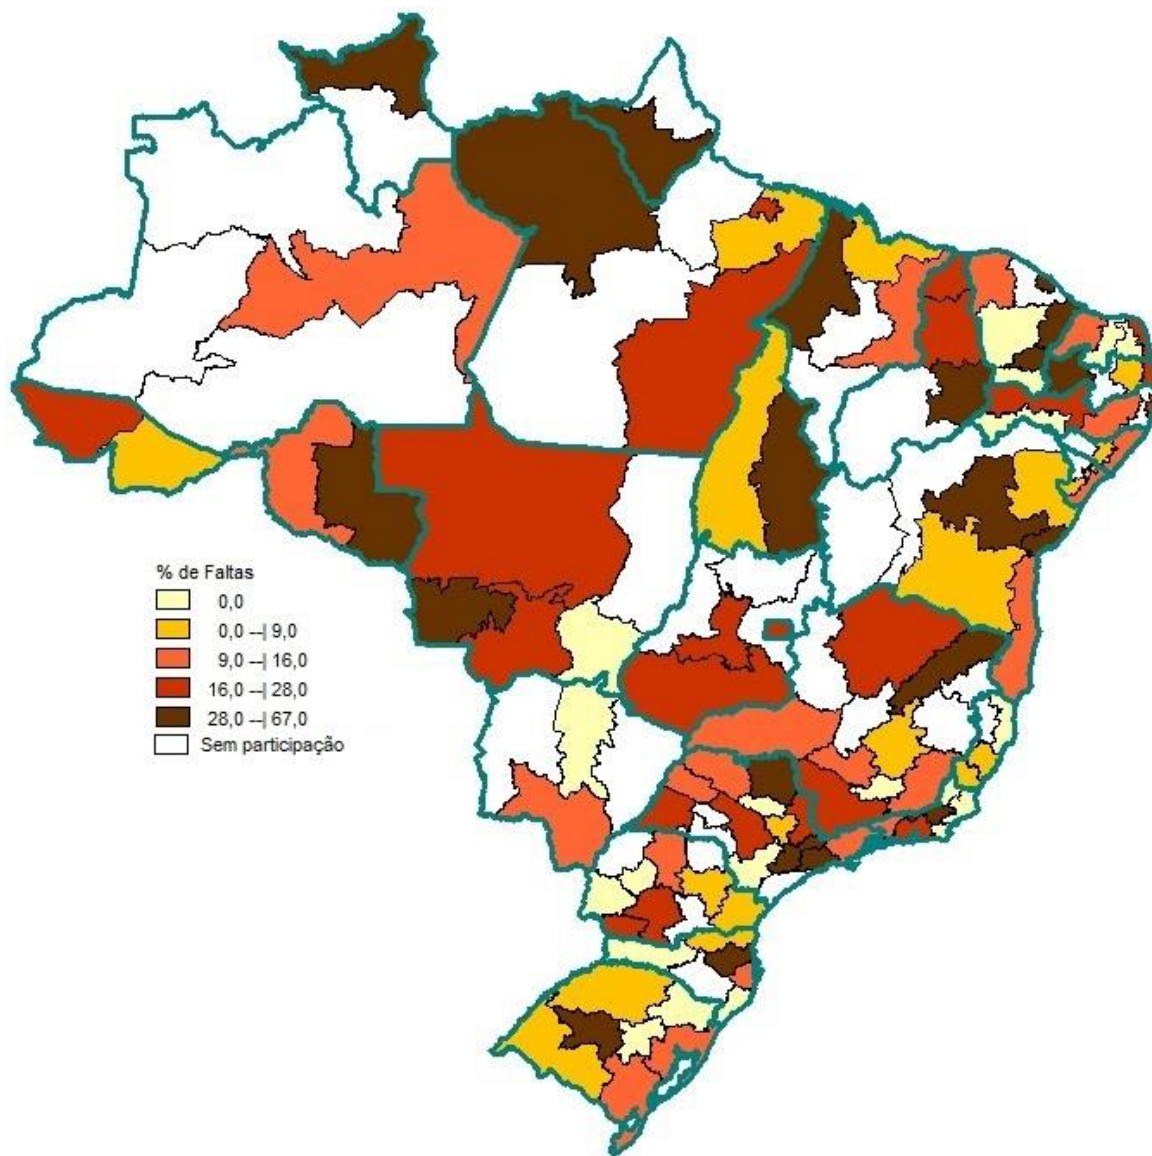 % de Faltas
0,0
0,0 --| 9,0
9,0 --| 16,0
16,0 --| 28,0
28,0 --| 67,0
Sem participação